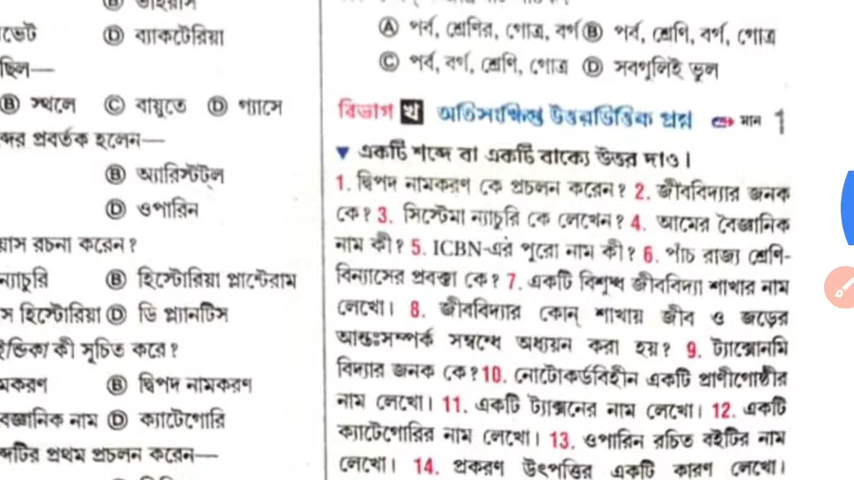 Ⓑ ভাইরাস
ভেট Ⓓ ব্যাকটেরিয়া
ছিল—
Ⓑ স্থলে Ⓒ বায়ুতে Ⓓ গ্যাসে
ব্দের প্রবর্তক হলেন—
Ⓑ অ্যারিস্টট্ল
Ⓓ ওপারিন
য়াস রচনা করেন?
ন্যাচুরি Ⓑ হিস্টোরিয়া প্লান্টেরাম
স হিস্টোরিয়া Ⓓ ডি প্ল্যানটিস
ইন্ডিকা কী সূচিত করে?
মকরণ Ⓑ দ্বিপদ নামকরণ
বজ্ঞানিক নাম Ⓓ ক্যাটেগোরি
ব্দটির প্রথম প্রচলন করেন—
Ⓐ পর্ব, শ্রেণির, গোত্র, বর্গ Ⓑ পর্ব, শ্রেণি, বর্গ, গোত্র
Ⓒ পর্ব, বর্গ, শ্রেণি, গোত্র Ⓓ সবগুলিই ভুল
বিভাগ খ অতিসংক্ষিপ্ত উত্তরভিত্তিক প্রশ্ন মান 1
▼ একটি শব্দে বা একটি বাক্যে উত্তর দাও।
1. দ্বিপদ নামকরণ কে প্রচলন করেন? 2. জীববিদ্যার জনক
কে? 3. সিস্টেমা ন্যাচুরি কে লেখেন? 4. আমের বৈজ্ঞানিক
নাম কী? 5. ICBN-এর পুরো নাম কী? 6. পাঁচ রাজ্য শ্রেণি-
বিন্যাসের প্রবক্তা কে? 7. একটি বিশুদ্ধ জীববিদ্যা শাখার নাম
লেখো। 8. জীববিদ্যার কোন্ শাখায় জীব ও জড়ের
আন্তঃসম্পর্ক সম্বন্ধে অধ্যয়ন করা হয়? 9. ট্যাক্সোনমি
বিদ্যার জনক কে? 10. নোটোকর্ডবিহীন একটি প্রাণীগোষ্ঠীর
নাম লেখো। 11. একটি ট্যাক্সনের নাম লেখো। 12. একটি
ক্যাটেগোরির নাম লেখো। 13. ওপারিন রচিত বইটির নাম
লেখো। 14. প্রকরণ উৎপত্তির একটি কারণ লেখো।